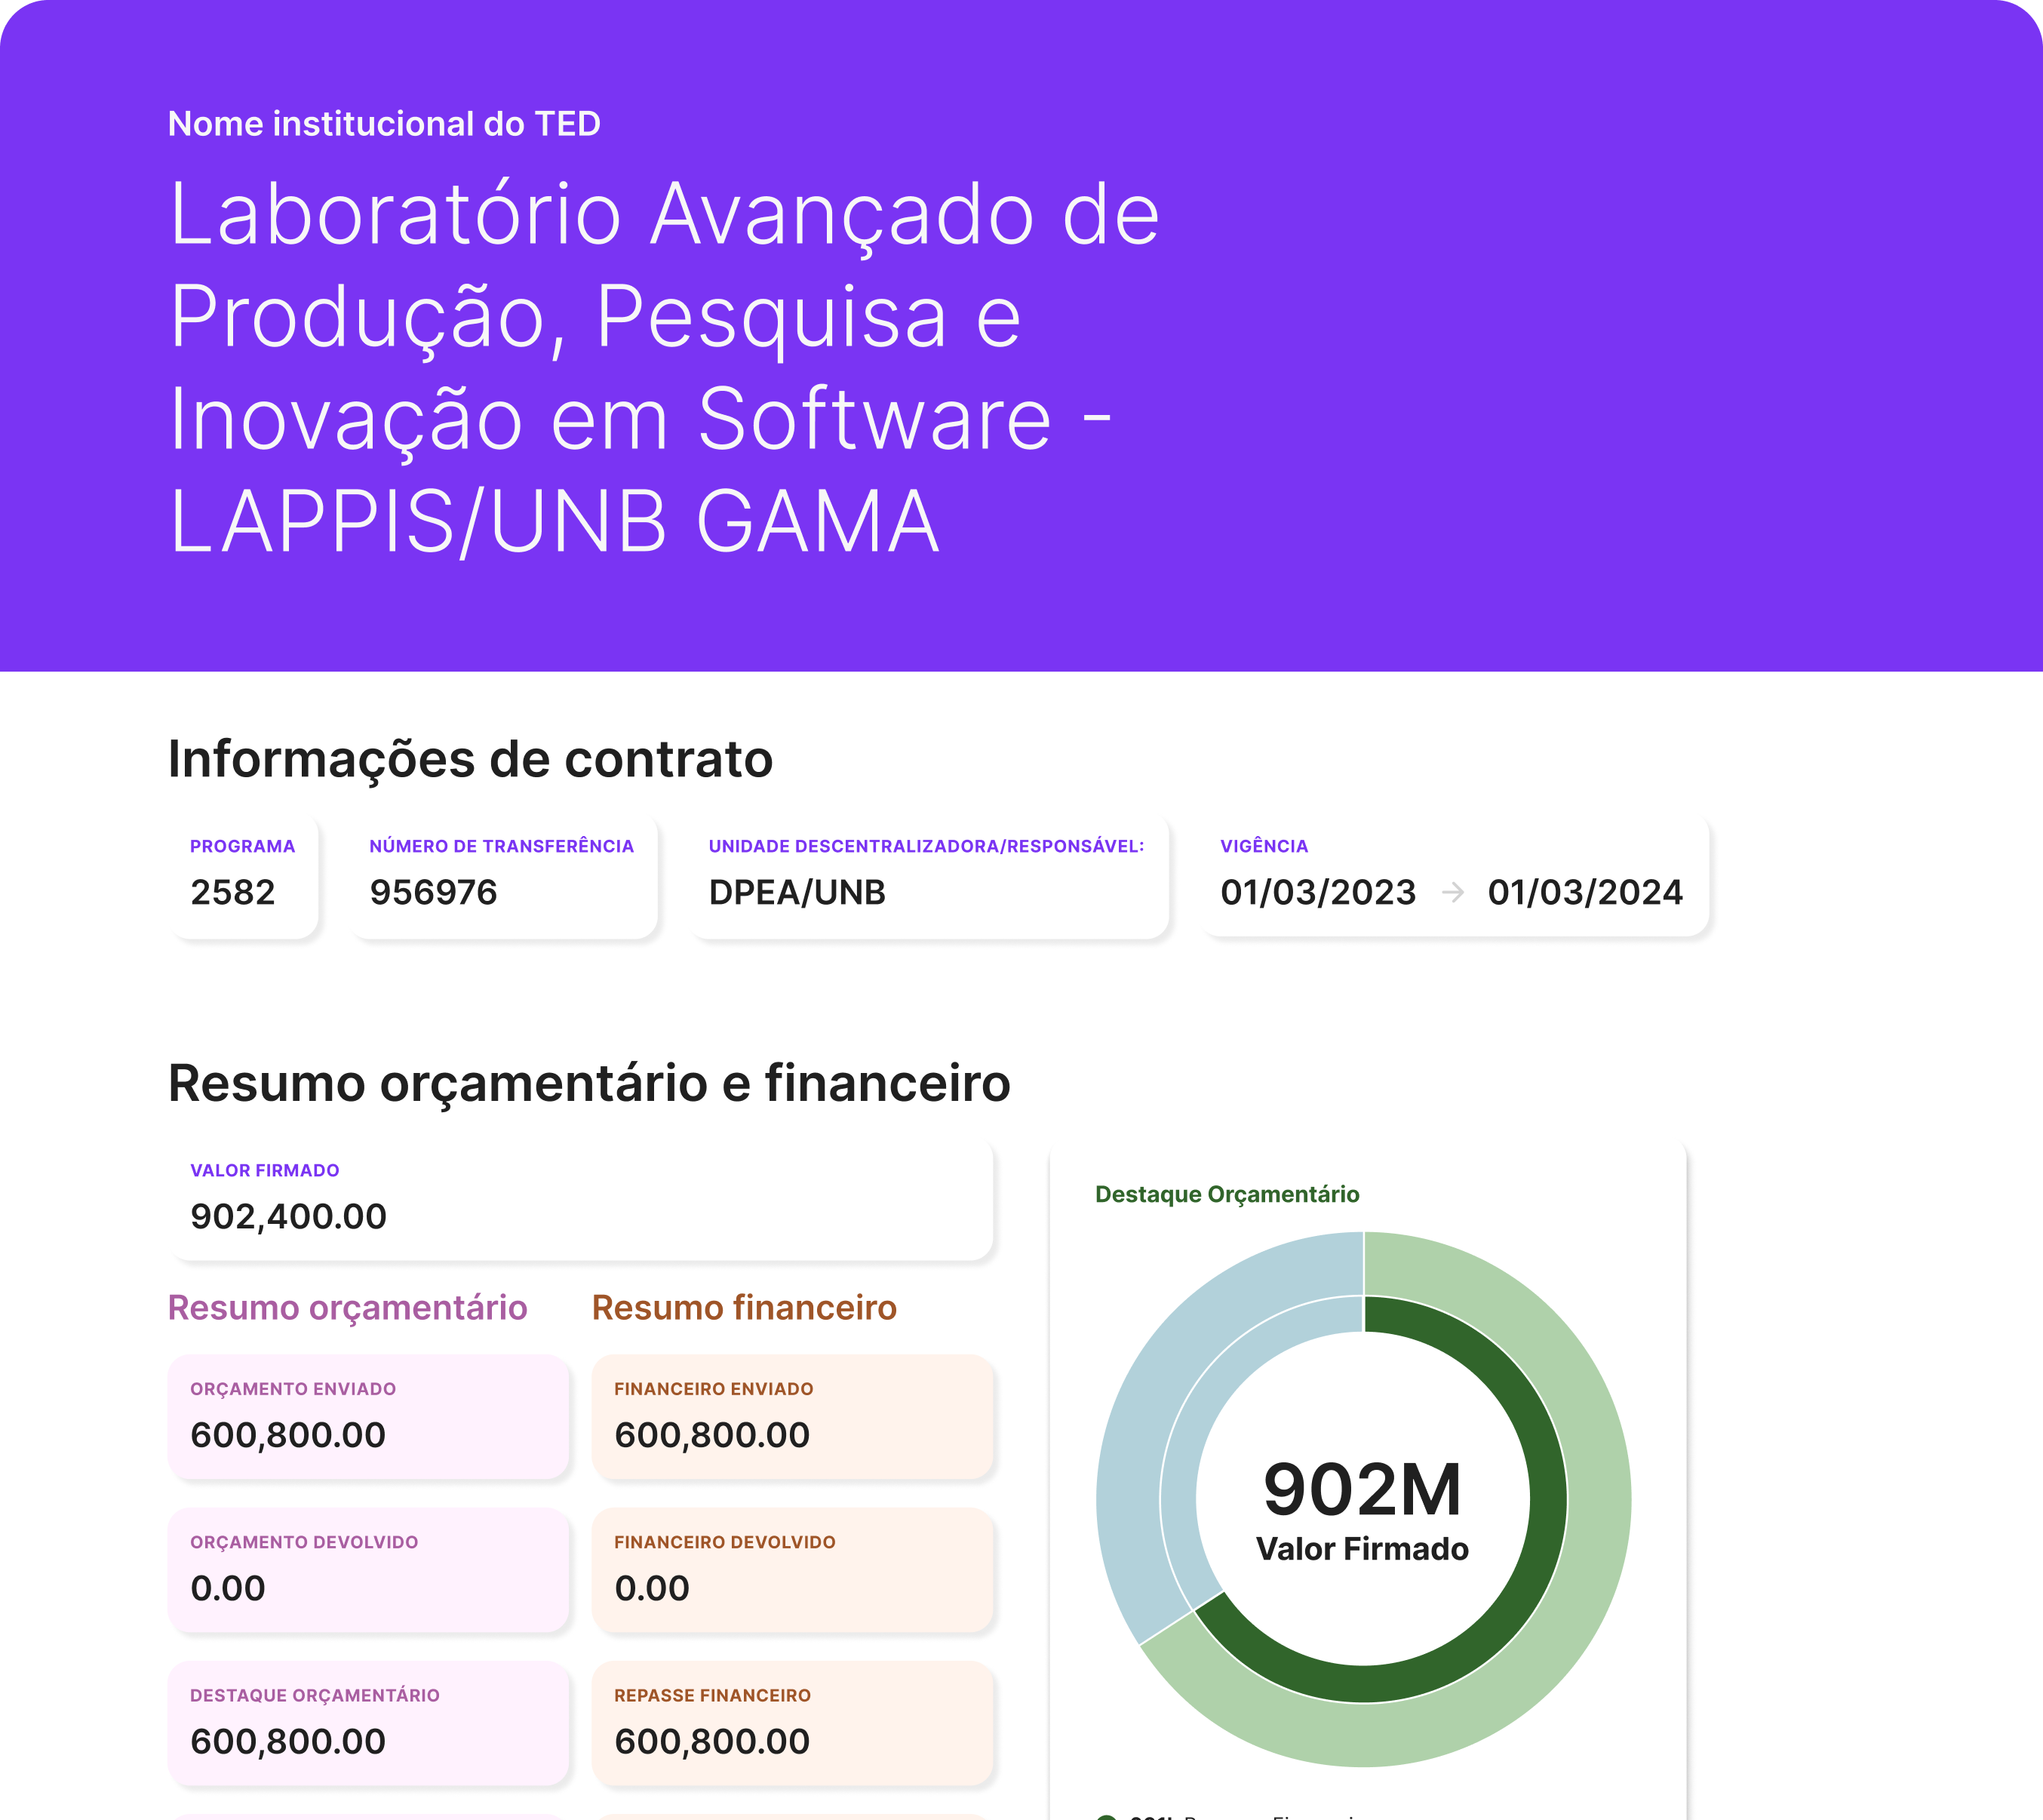 Nome institucional do TED
Laboratório Avançado de
Produção, Pesquisa e
Inovação em Software -
LAPPIS/UNB GAMA
Informações de contrato
PROGRAMA
2582
NÚMERO DE TRANSFERÊNCIA
956976
UNIDADE DESCENTRALIZADORA/RESPONSÁVEL:
DPEA/UNB
VIGÊNCIA
01/03/2023 → 01/03/2024
Resumo orçamentário e financeiro
VALOR FIRMADO
902,400.00
Resumo orçamentário
ORÇAMENTO ENVIADO
600,800.00
ORÇAMENTO DEVOLVIDO
0.00
DESTAQUE ORÇAMENTÁRIO
600,800.00
Resumo financeiro
FINANCEIRO ENVIADO
600,800.00
FINANCEIRO DEVOLVIDO
0.00
REPASSE FINANCEIRO
600,800.00
Destaque Orçamentário
902M
Valor Firmado